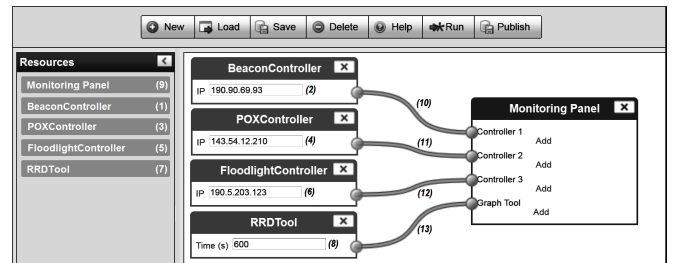 New Load Save Delete Help Run Publish
Resources
Monitoring Panel (9)
BeaconController (1)
POXController (3)
FloodlightController (5)
RRDTool (7)
BeaconController
IP 190.90.69.93 (2)
POXController
IP 143.54.12.210 (4)
FloodlightController
IP 190.5.203.123 (6)
RRDTool
Time (s) 600 (8)
(10)
(11)
(12)
(13)
Monitoring Panel
Controller 1
Add
Controller 2
Add
Controller 3
Add
Graph Tool
Add